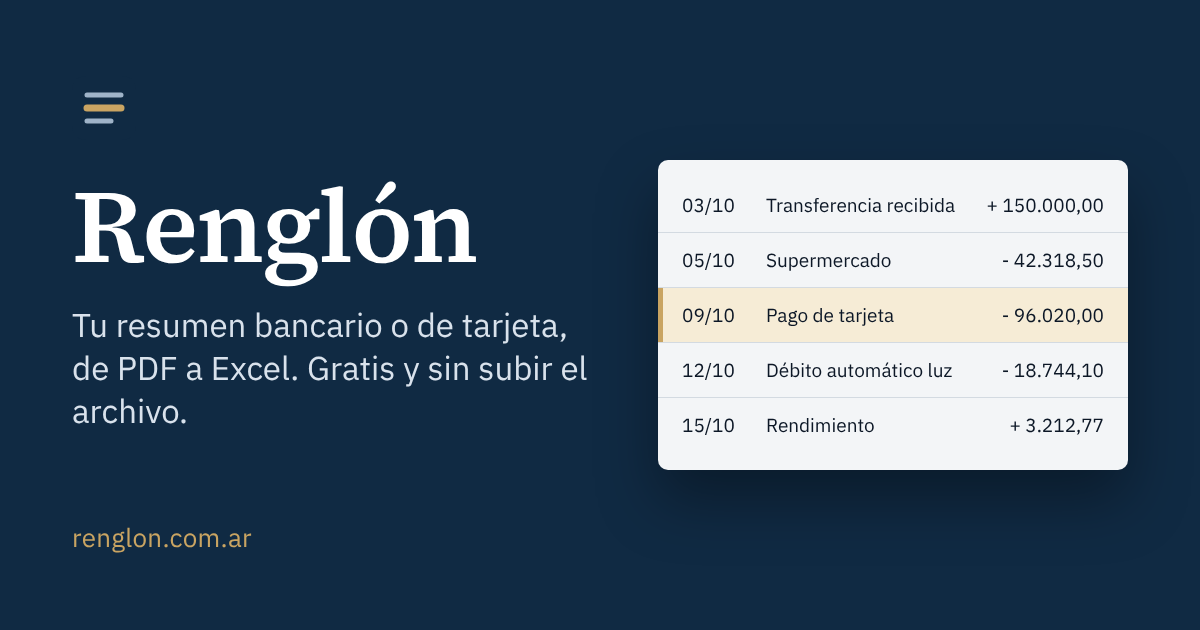 Renglón
Tu resumen bancario o de tarjeta,
de PDF a Excel. Gratis y sin subir el
archivo.
renglon.com.ar
03/10 Transferencia recibida + 150.000,00
05/10 Supermercado - 42.318,50
09/10 Pago de tarjeta - 96.020,00
12/10 Débito automático luz - 18.744,10
15/10 Rendimiento + 3.212,77